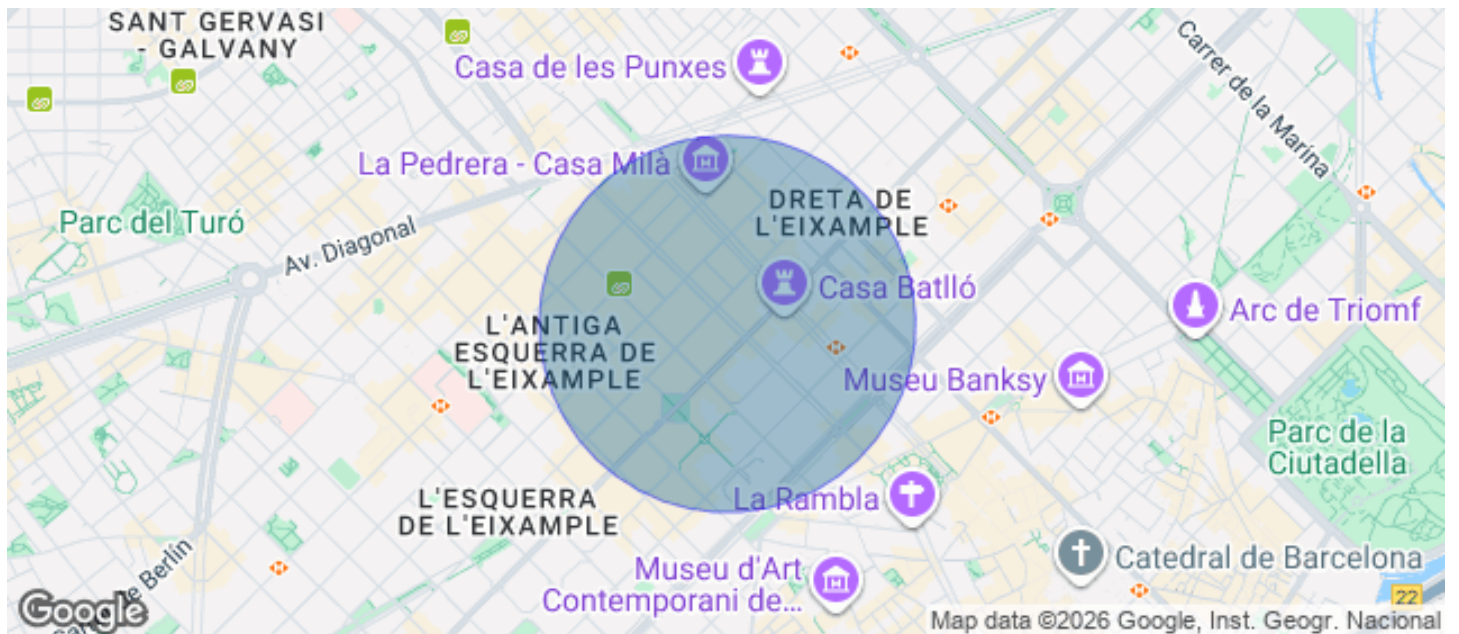 SANT GERVASI
- GALVANY
Casa de les Punxes
Carrer de la Marina
La Pedrera - Casa Milà
DRETA DE
L'EIXAMPLE
Parc del Turó
Av. Diagonal
Casa Batlló
Arc de Triomf
L'ANTIGA
ESQUERRA DE
L'EIXAMPLE
Museu Banksy
Parc de la
Ciutadella
L'ESQUERRA
DE L'EIXAMPLE
La Rambla
Catedral de Barcelona
Museu d'Art
Contemporani de...
de Berlín
22
Google
Map data ©2026 Google, Inst. Geogr. Nacional